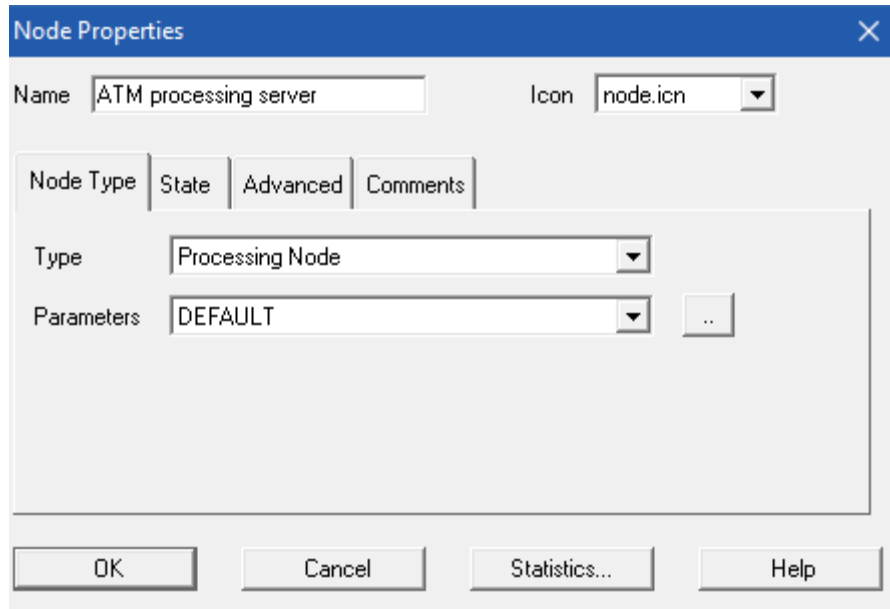 Node Properties
Name ATM processing server Icon node.icn
Node Type State Advanced Comments
Type Processing Node
Parameters DEFAULT ..
OK Cancel Statistics... Help